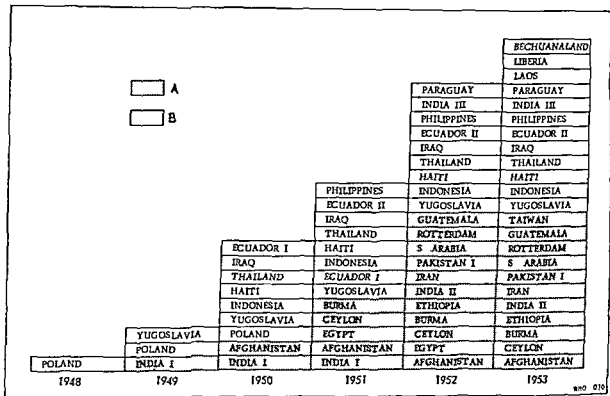 A
B
POLAND
1948
YUGOSLAVIA
POLAND
INDIA I
1949
ECUADOR I
IRAQ
THAILAND
HAITI
INDONESIA
YUGOSLAVIA
POLAND
AFGHANISTAN
INDIA I
1950
PHILIPPINES
ECUADOR II
IRAQ
THAILAND
HAITI
INDONESIA
ECUADOR I
YUGOSLAVIA
BURMA
CEYLON
EGYPT
AFGHANISTAN
INDIA I
1951
PARAGUAY
INDIA III
PHILIPPINES
ECUADOR II
IRAQ
THAILAND
HAITI
INDONESIA
YUGOSLAVIA
GUATEMALA
ROTTERDAM
S ARABIA
PAKISTAN I
IRAN
INDIA II
ETHIOPIA
BURMA
CEYLON
EGYPT
AFGHANISTAN
1952
BECHUANALAND
LIBERIA
LAOS
PARAGUAY
INDIA III
PHILIPPINES
ECUADOR II
IRAQ
THAILAND
HAITI
INDONESIA
YUGOSLAVIA
TAIWAN
GUATEMALA
ROTTERDAM
S ARABIA
PAKISTAN I
IRAN
INDIA II
ETHIOPIA
BURMA
CEYLON
AFGHANISTAN
1953
WHO